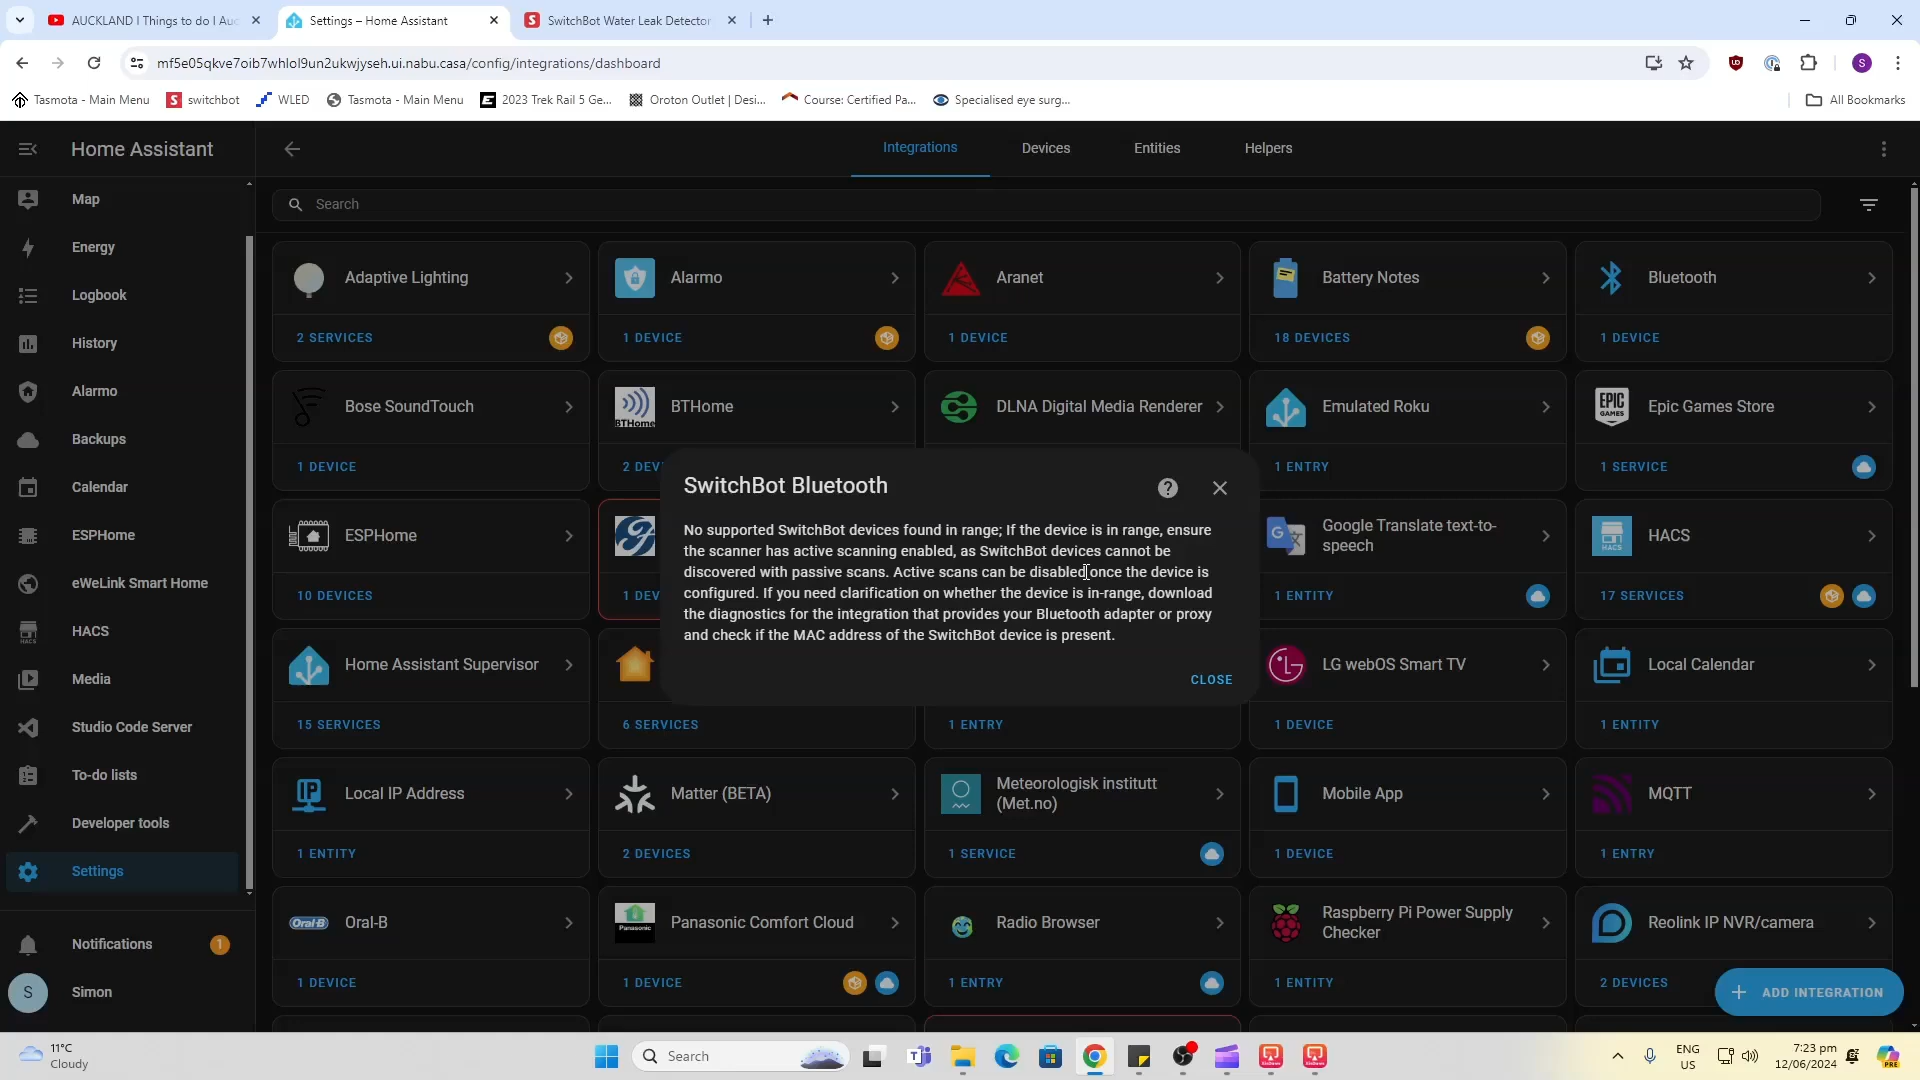 AUCKLAND I Things to do I Auc
Settings – Home Assistant
SwitchBot Water Leak Detector
mf5e05qkve7oib7whlol9un2ukwjyseh.ui.nabu.casa/config/integrations/dashboard
S
Tasmota - Main Menu
switchbot
WLED
Tasmota - Main Menu
2023 Trek Rail 5 Ge...
Oroton Outlet | Desi...
Course: Certified Pa...
Specialised eye surg...
All Bookmarks
Home Assistant
Integrations
Devices
Entities
Helpers
Search
Map
Energy
Logbook
History
Alarmo
Backups
Calendar
ESPHome
eWeLink Smart Home
HACS
Media
Studio Code Server
To-do lists
Developer tools
Settings
Notifications
1
S
Simon
Adaptive Lighting
2 SERVICES
Alarmo
1 DEVICE
Aranet
1 DEVICE
Battery Notes
18 DEVICES
Bluetooth
1 DEVICE
Bose SoundTouch
1 DEVICE
BTHome
BTHome
2 DEV
DLNA Digital Media Renderer
Emulated Roku
1 ENTRY
EPIC
GAMES
Epic Games Store
1 SERVICE
ESPHome
10 DEVICES
1 DEV
SwitchBot Bluetooth
No supported SwitchBot devices found in range; If the device is in range, ensure
the scanner has active scanning enabled, as SwitchBot devices cannot be
discovered with passive scans. Active scans can be disabled once the device is
configured. If you need clarification on whether the device is in-range, download
the diagnostics for the integration that provides your Bluetooth adapter or proxy
and check if the MAC address of the SwitchBot device is present.
CLOSE
Google Translate text-to-
speech
1 ENTITY
HACS
HACS
17 SERVICES
Home Assistant Supervisor
15 SERVICES
6 SERVICES
1 ENTRY
LG webOS Smart TV
1 DEVICE
Local Calendar
1 ENTITY
IP
Local IP Address
1 ENTITY
Matter (BETA)
2 DEVICES
Meteorologisk institutt
(Met.no)
1 SERVICE
Mobile App
1 DEVICE
MQTT
1 ENTRY
Oral-B
Oral-B
1 DEVICE
Panasonic
Panasonic Comfort Cloud
1 DEVICE
Radio Browser
1 ENTRY
Raspberry Pi Power Supply
Checker
1 ENTITY
Reolink IP NVR/camera
2 DEVICES
ADD INTEGRATION
11°C
Cloudy
Search
ENG
US
7:23 pm
12/06/2024
PRE